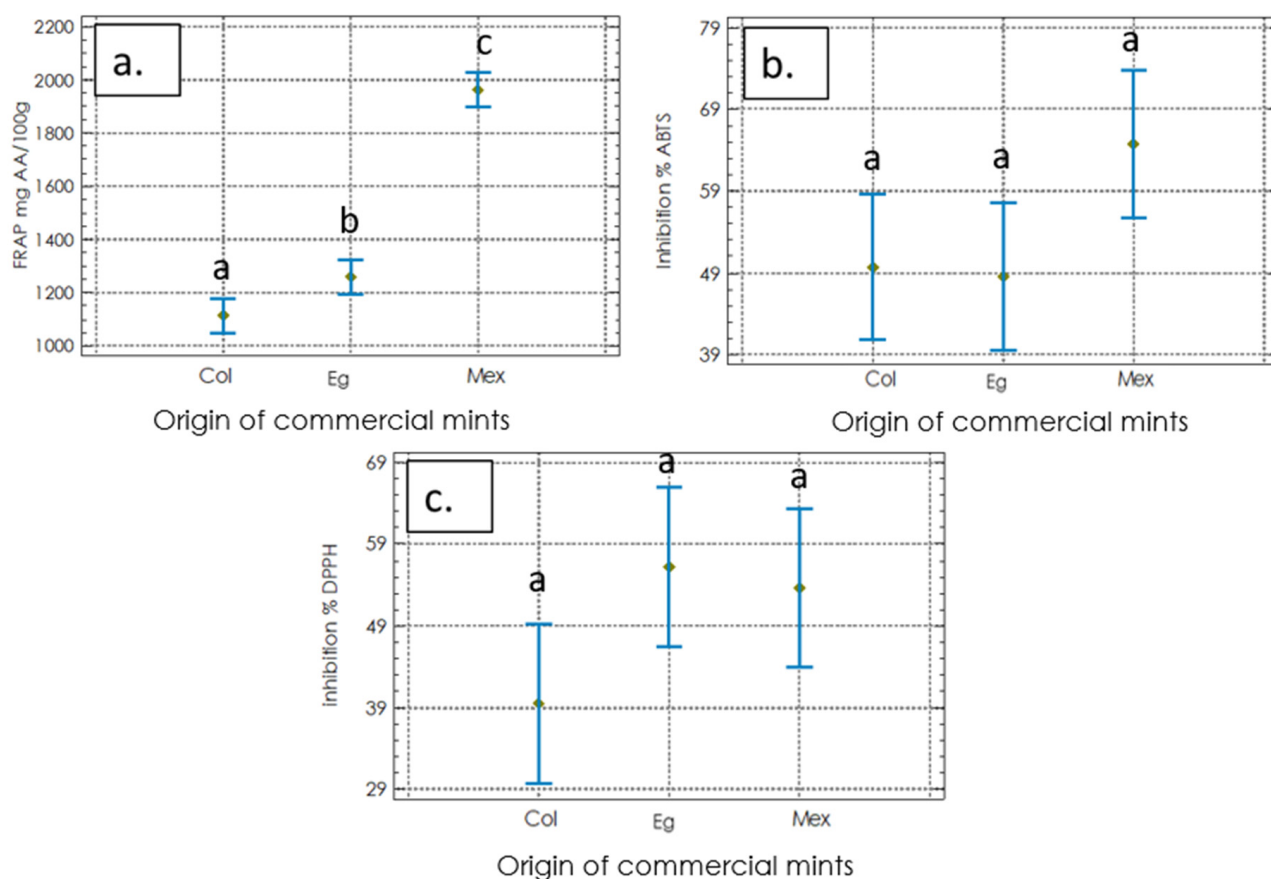 a.
FRAP mg AA/100g
2200
2000
1800
1600
1400
1200
1000
a
b
c
Col Eg Mex
Origin of commercial mints
b.
Inhibition % ABTS
79
69
59
49
39
a
a
a
Col Eg Mex
Origin of commercial mints
c.
Inhibition % DPPH
69
59
49
39
29
a
a
a
Col Eg Mex
Origin of commercial mints